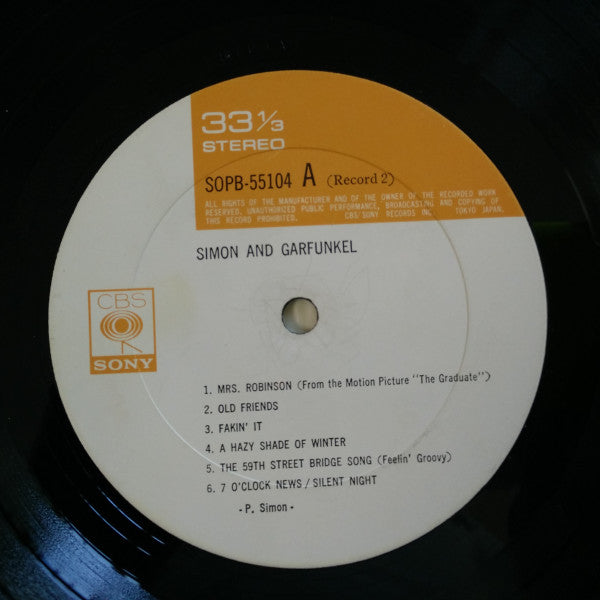 33 1/3
STEREO
SOPB-55104 A (Record 2)
ALL RIGHTS OF THE MANUFACTURER AND OF THE OWNER OF THE RECORDED WORK
RESERVED. UNAUTHORIZED PUBLIC PERFORMANCE, BROADCASTING AND COPYING OF
THIS RECORD PROHIBITED. CBS/SONY RECORDS INC. TOKYO JAPAN.
SIMON AND GARFUNKEL
CBS
SONY
1. MRS. ROBINSON (From the Motion Picture "The Graduate")
2. OLD FRIENDS
3. FAKIN' IT
4. A HAZY SHADE OF WINTER
5. THE 59TH STREET BRIDGE SONG (Feelin' Groovy)
6. 7 O'CLOCK NEWS / SILENT NIGHT
- P. Simon -